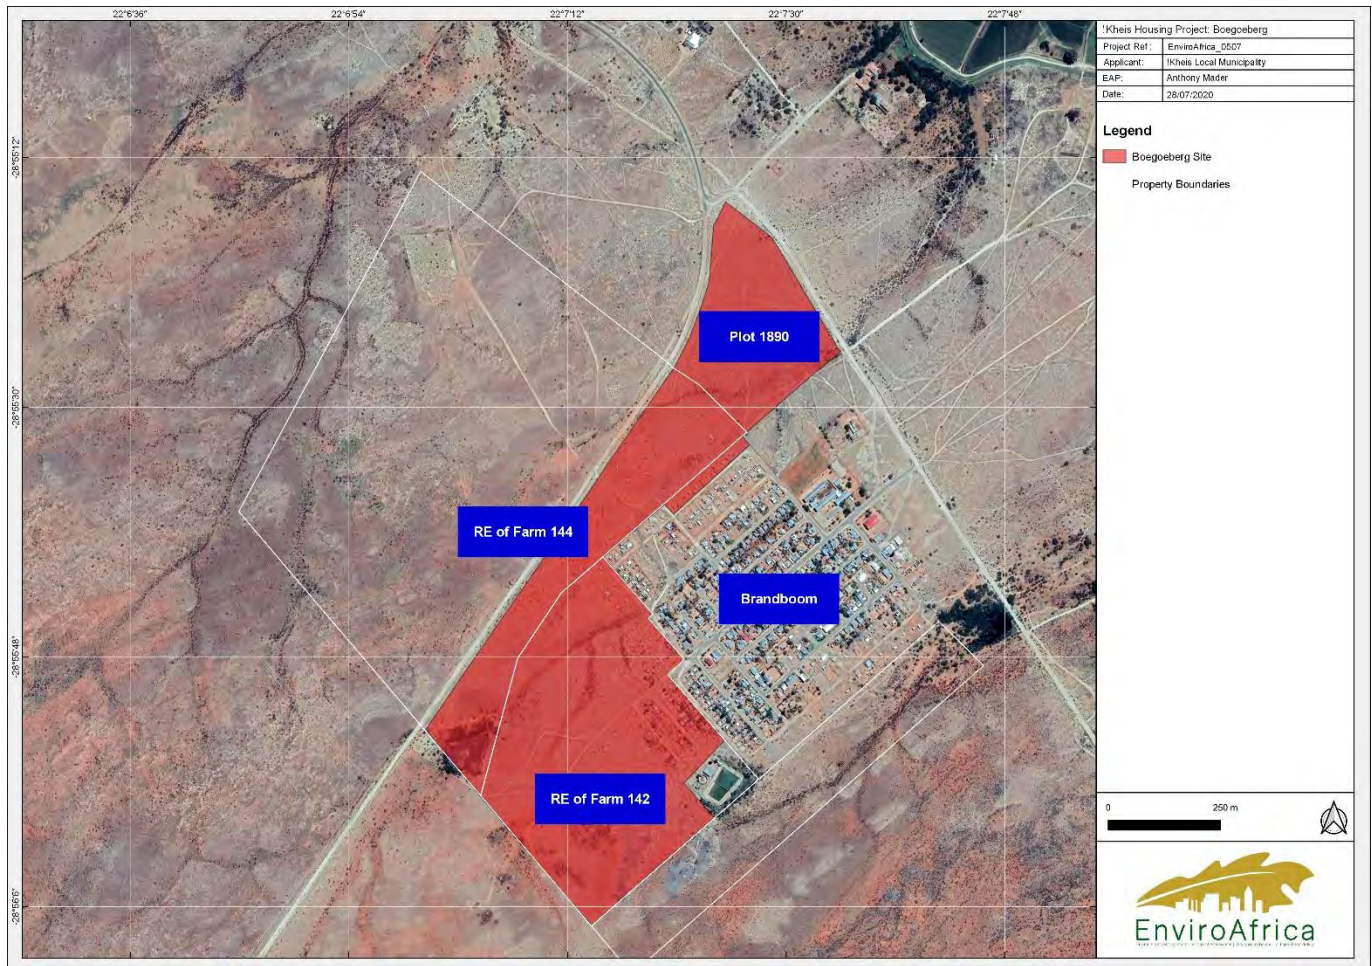 22°6'36"
22°6'54"
22°7'12"
22°7'30"
22°7'48"
!Kheis Housing Project: Boegoeberg
Project Ref: EnviroAfrica_0507
Applicant: !Kheis Local Municipality
EAP: Anthony Mader
Date: 28/07/2020
Legend
Boegoeberg Site
Property Boundaries
-28°55'12"
-28°55'30"
-28°55'48"
-28°56'6"
Plot 1890
RE of Farm 144
Brandboom
RE of Farm 142
0 250 m
EnviroAfrica